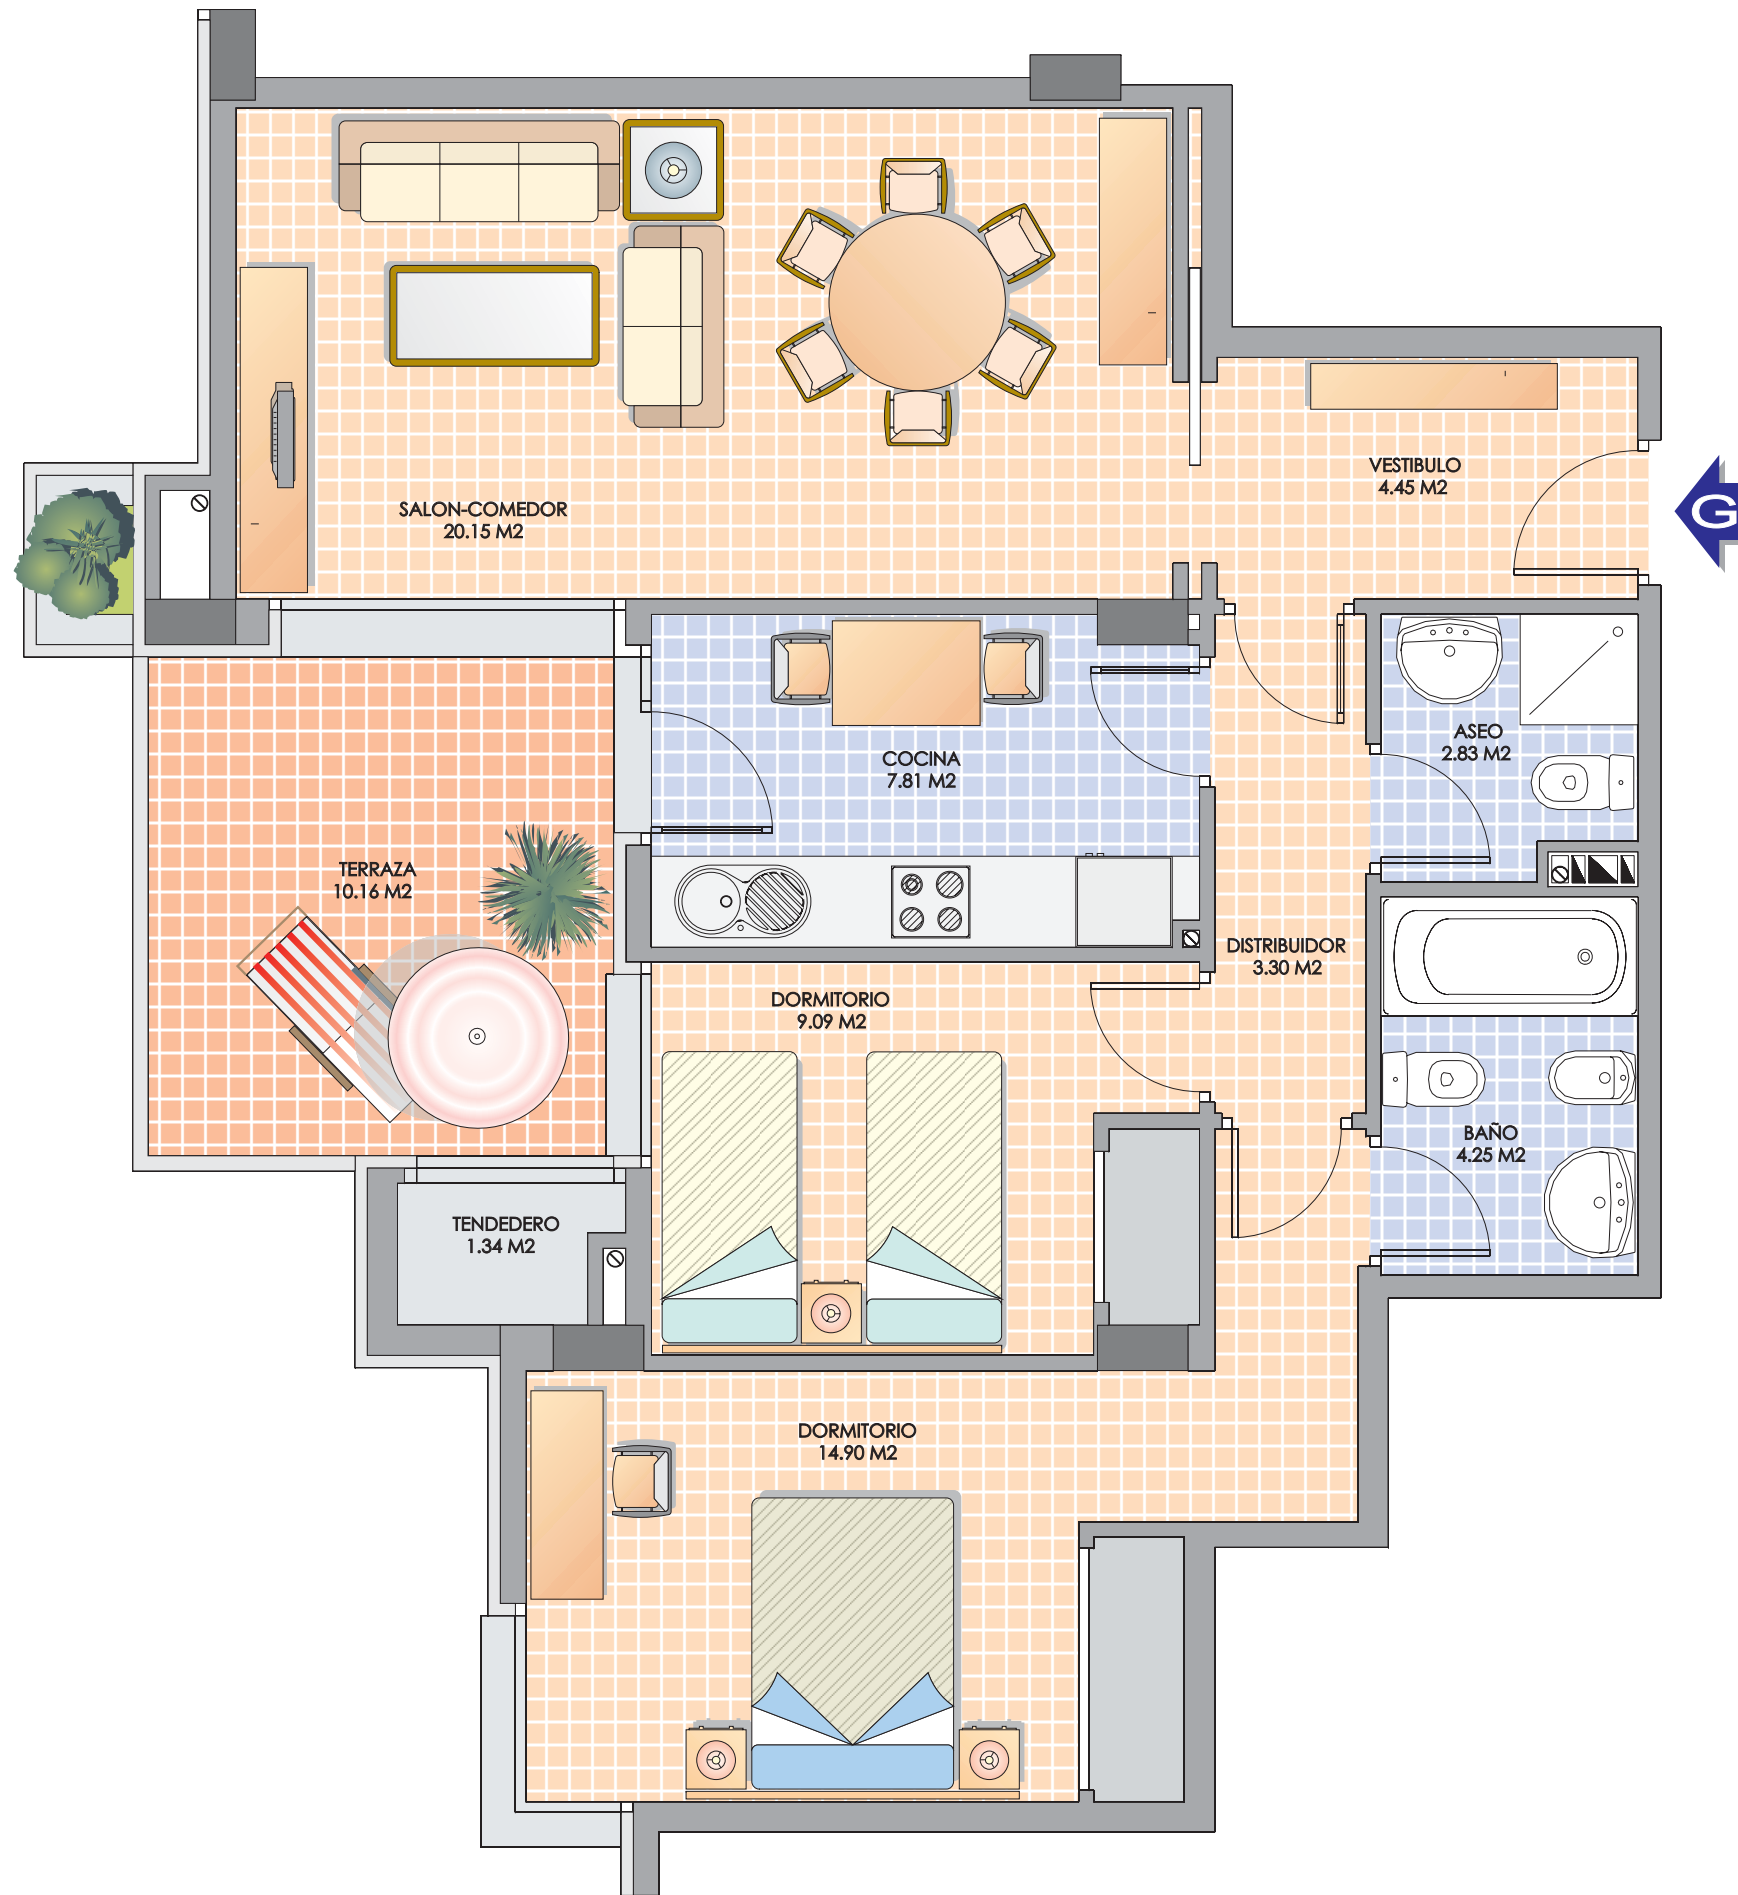 VESTIBULO
4.45 M2
G
SALON-COMEDOR
20.15 M2
ASEO
2.83 M2
COCINA
7.81 M2
TERRAZA
10.16 M2
DISTRIBUIDOR
3.30 M2
DORMITORIO
9.09 M2
BAÑO
4.25 M2
TENDEDERO
1.34 M2
DORMITORIO
14.90 M2